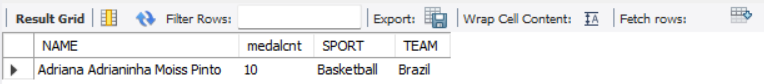 Result Grid Filter Rows: Export: Wrap Cell Content: IA Fetch rows:
NAME medalcnt SPORT TEAM
Adriana Adrianinha Moiss Pinto 10 Basketball Brazil